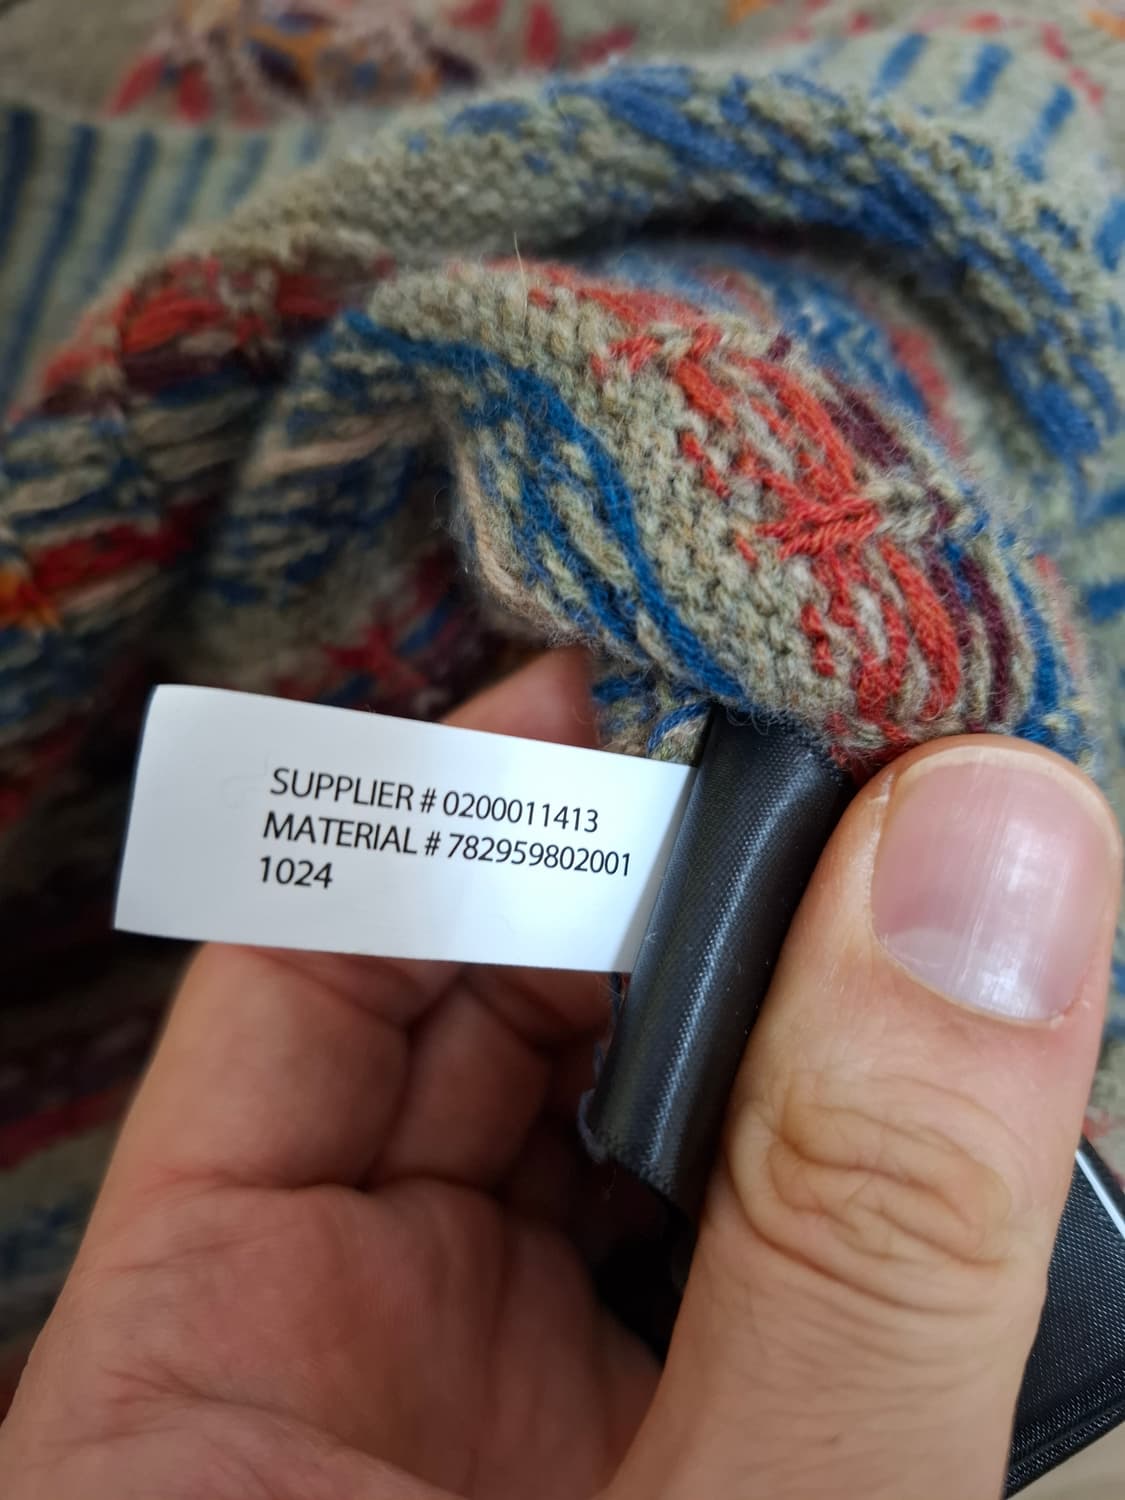 SUPPLIER # 0200011413
MATERIAL # 782959802001
1024